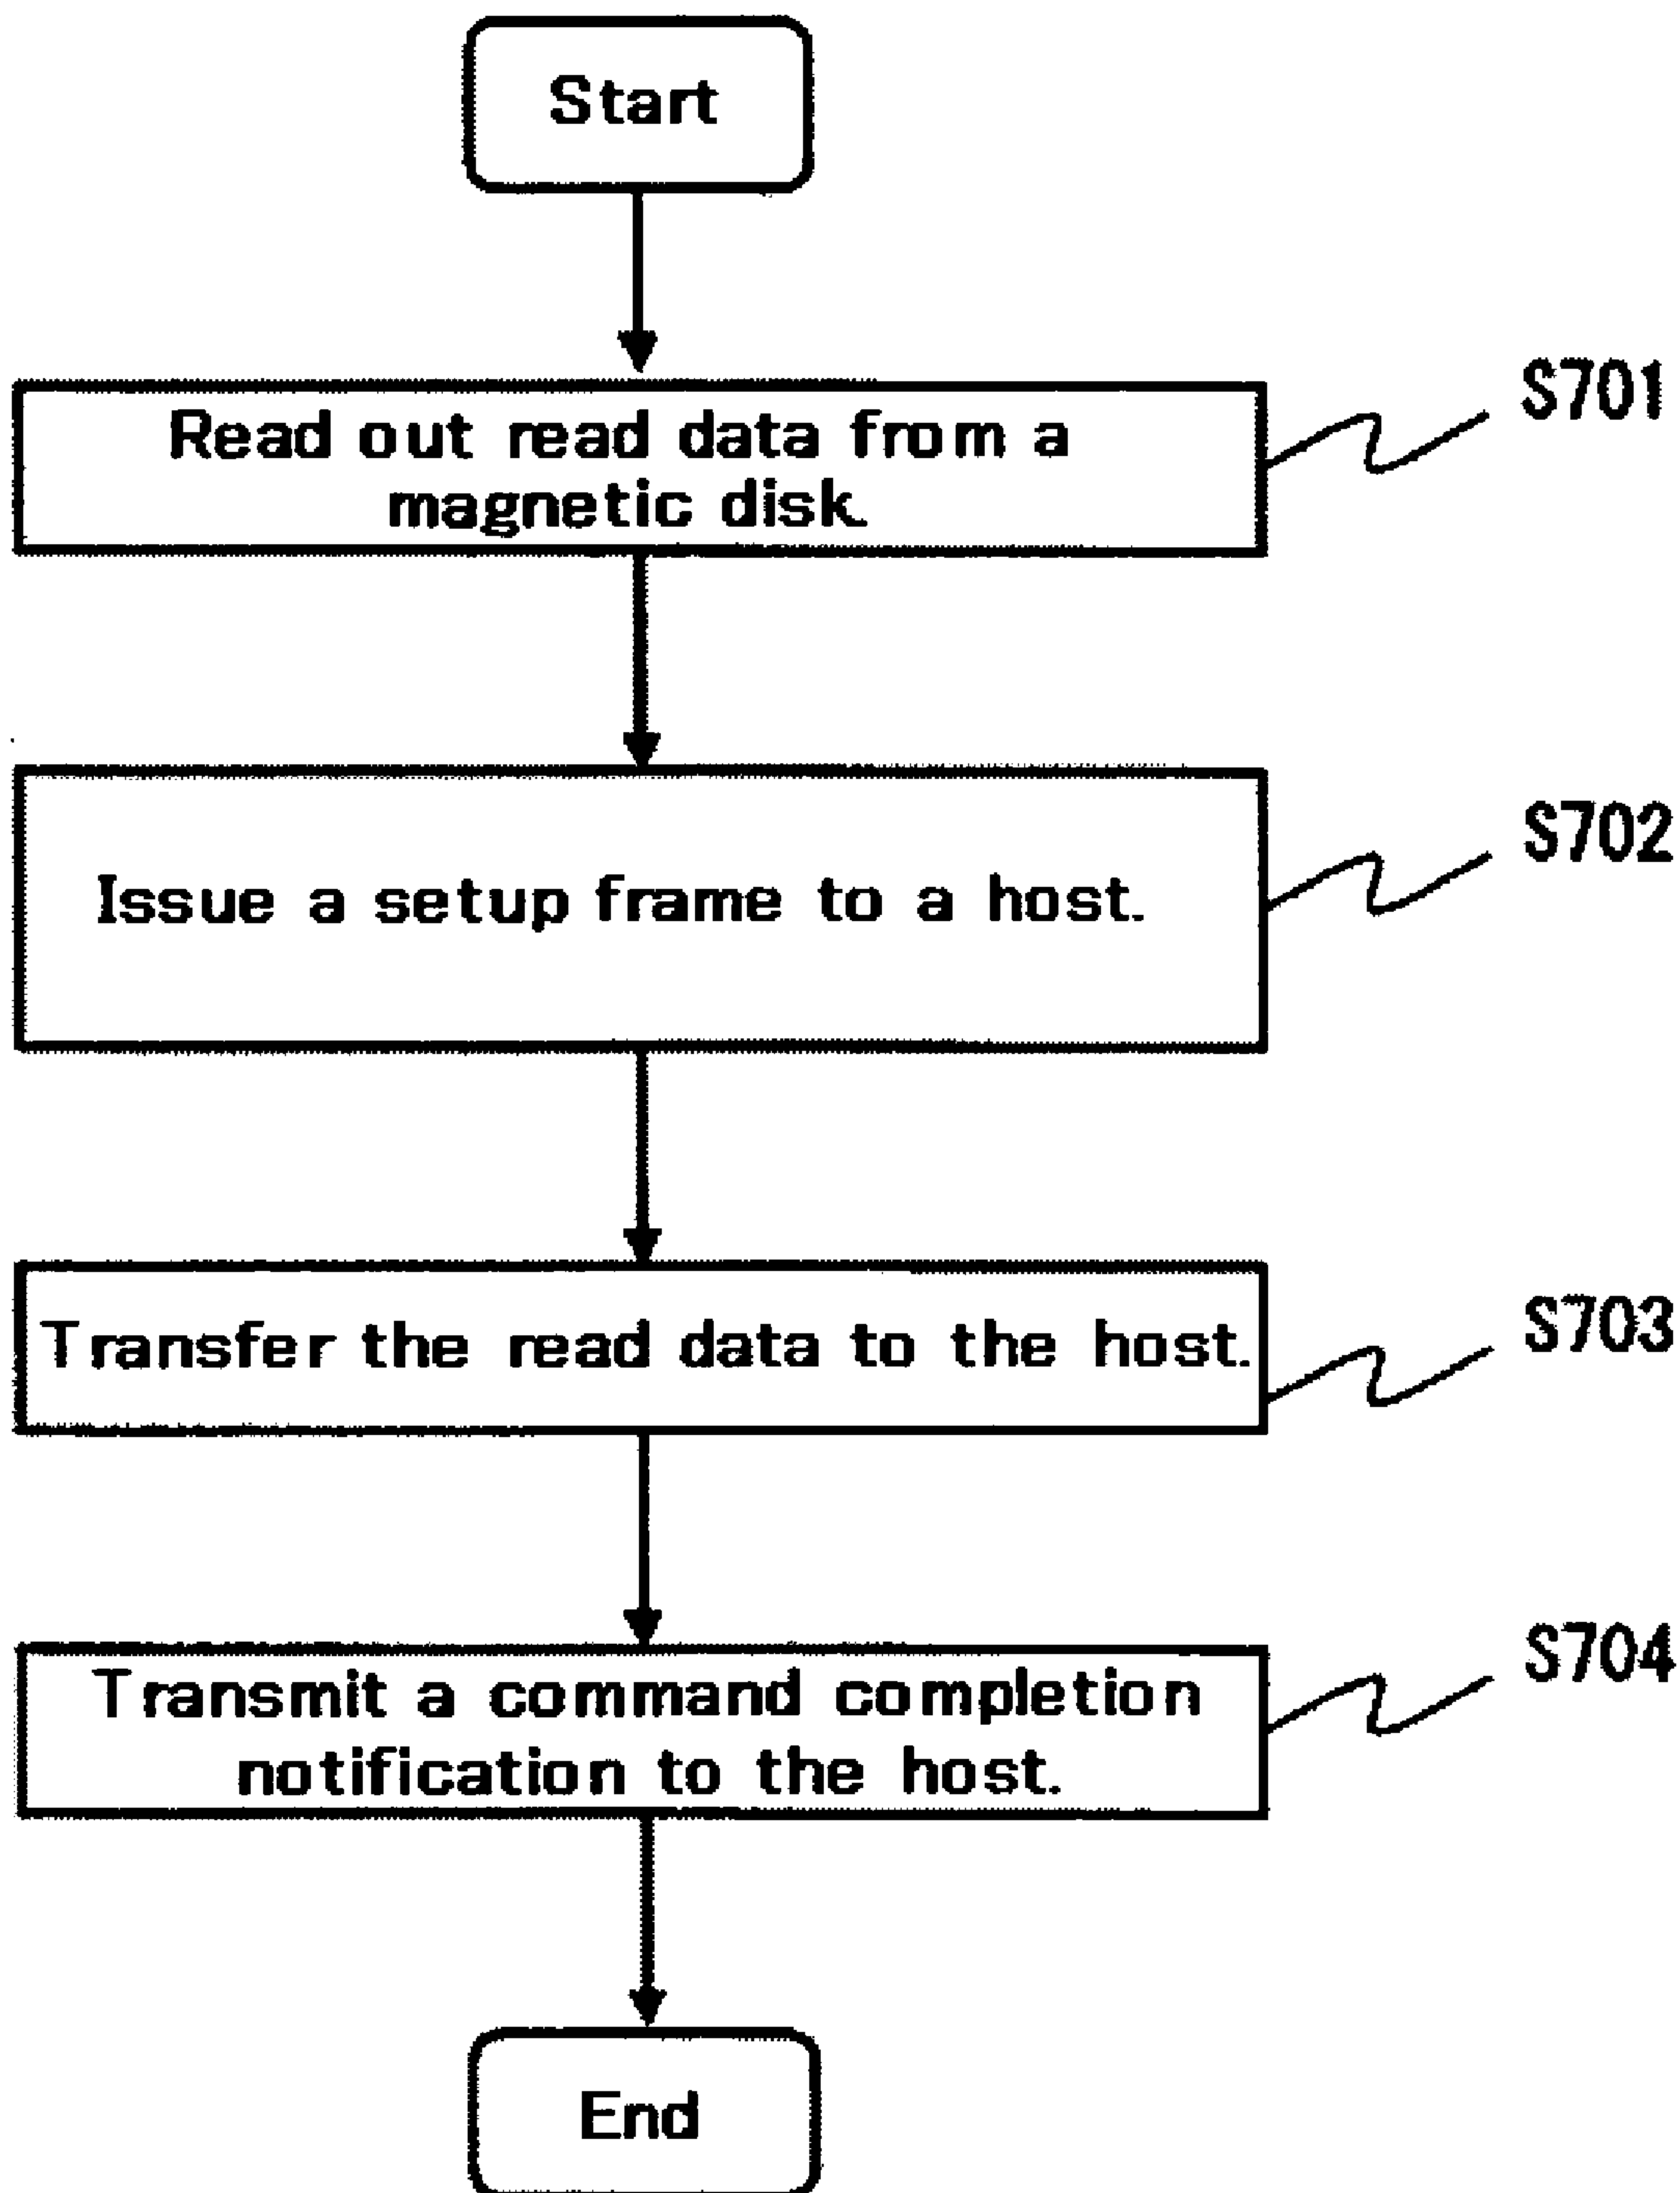 Start
Read out read data from a
magnetic disk.
S701
Issue a setup frame to a host.
S702
Transfer the read data to the host.
S703
Transmit a command completion
notification to the host.
S704
End